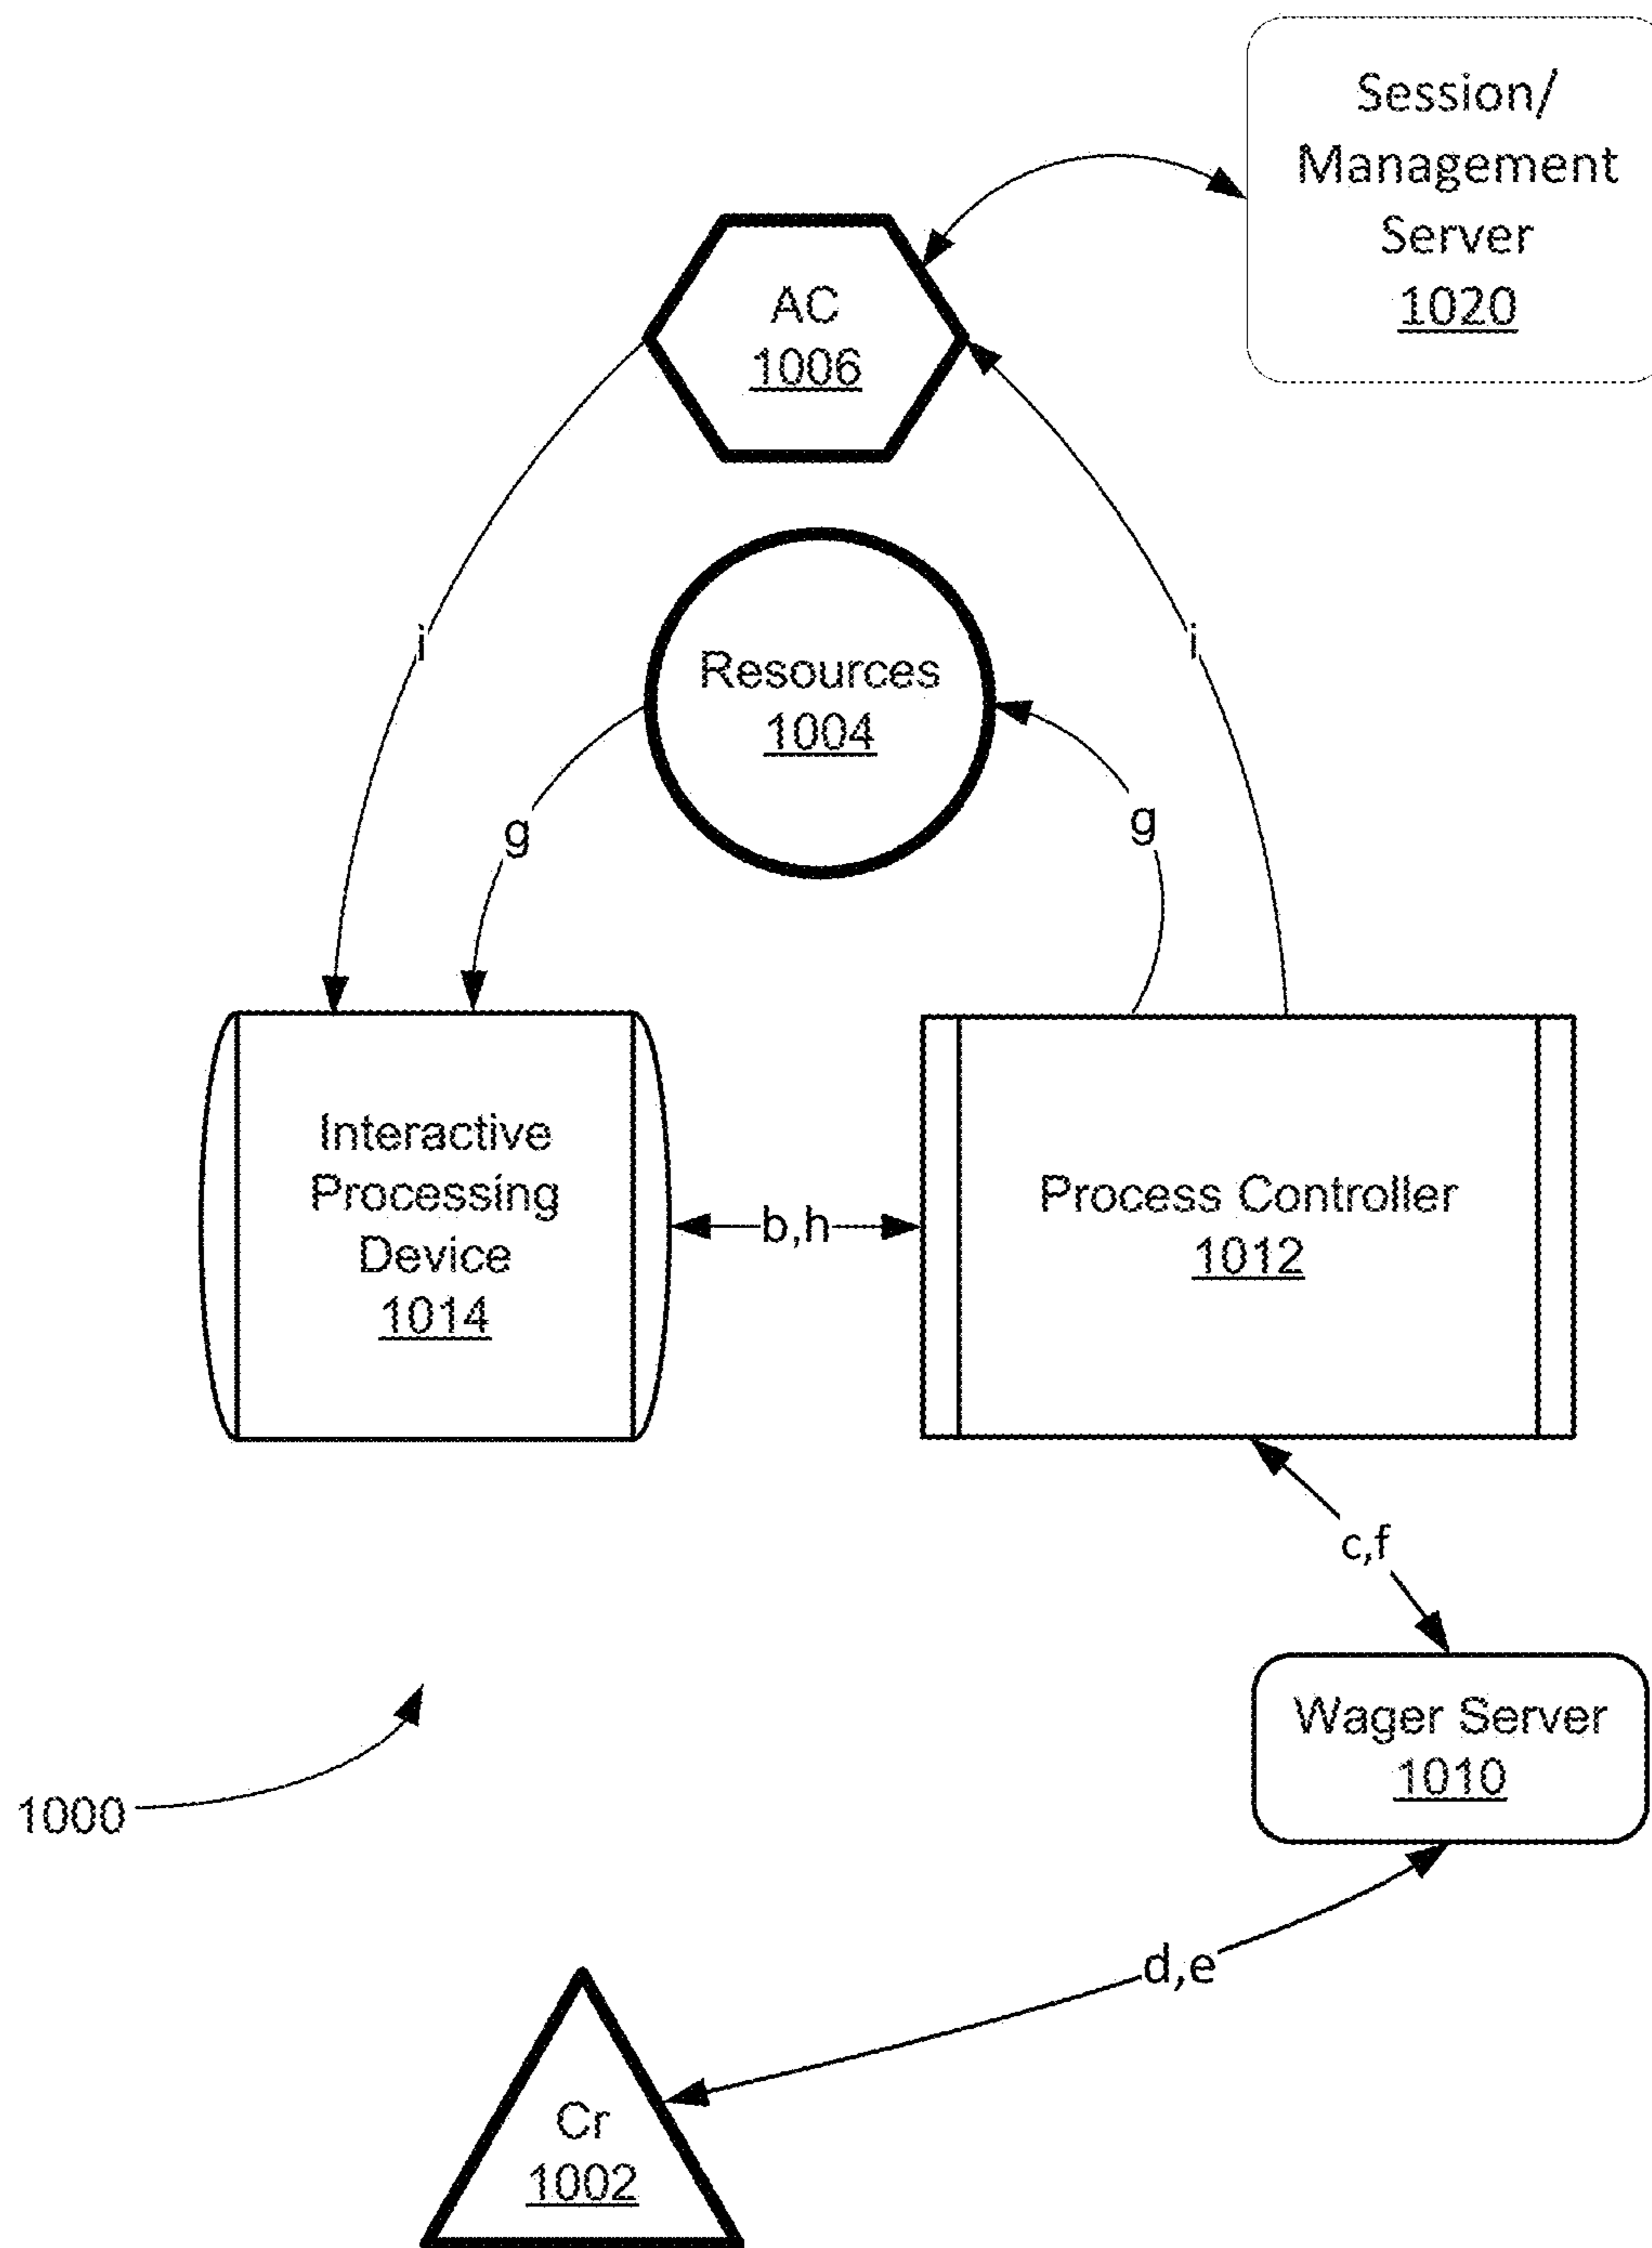 Session/
Management
Server
1020
AC
1006
i
i
Resources
1004
g
g
Interactive
Processing
Device
1014
b,h
Process Controller
1012
c,f
Wager Server
1010
1000
d,e
Cr
1002